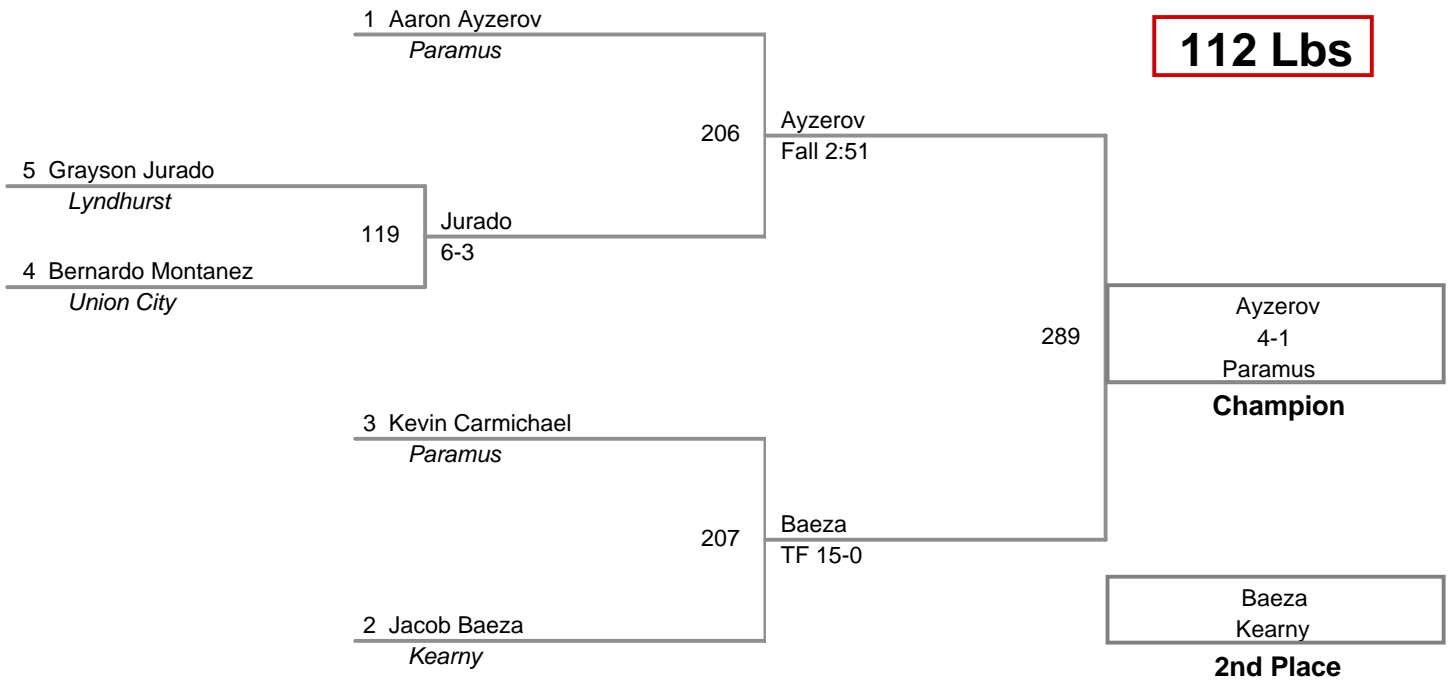 1 Aaron Ayzerov
Paramus
112 Lbs
206
Ayzerov
Fall 2:51
5 Grayson Jurado
Lyndhurst
119
Jurado
6-3
4 Bernardo Montanez
Union City
289
Ayzerov
4-1
Paramus
Champion
3 Kevin Carmichael
Paramus
207
Baeza
TF 15-0
2 Jacob Baeza
Kearny
Baeza
Kearny
2nd Place